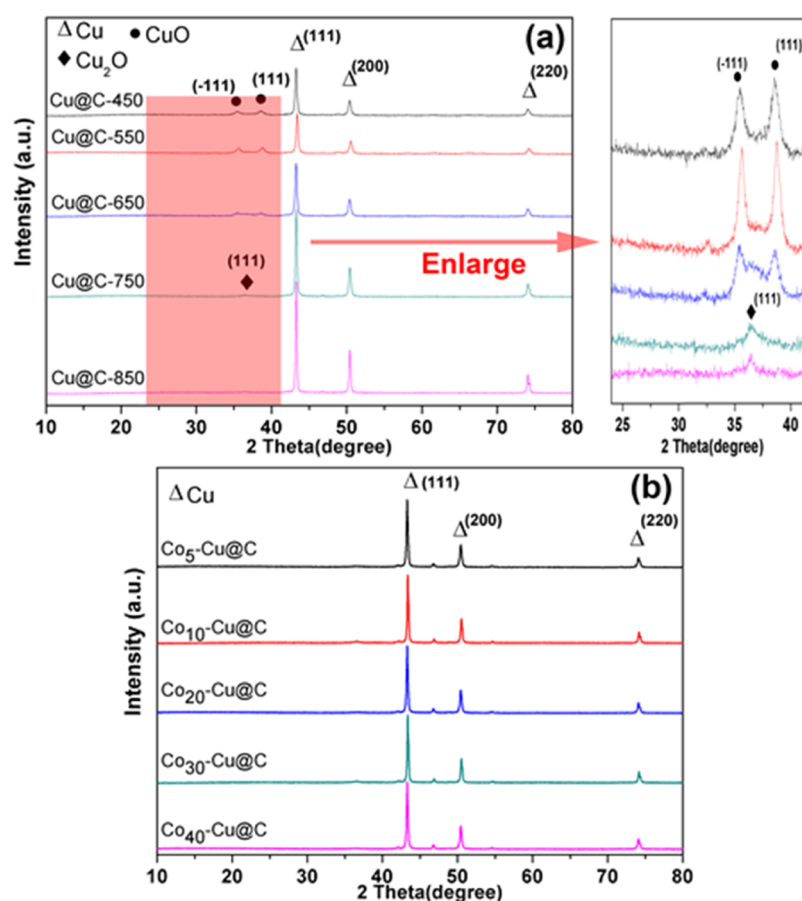 Δ Cu ● CuO
◆ Cu₂O
(a)
Δ(111)
Δ(200)
Δ(220)
(-111) (111)
Cu@C-450
Cu@C-550
Cu@C-650
(111)
Cu@C-750
Cu@C-850
Enlarge
Intensity (a.u.)
10 20 30 40 50 60 70 80
2 Theta(degree)
(-111) (111)
(111)
25 30 35 40
2 Theta(degree)
(b)
Δ Cu
Δ(111)
Δ(200)
Δ(220)
Co₅-Cu@C
Co₁₀-Cu@C
Co₂₀-Cu@C
Co₃₀-Cu@C
Co₄₀-Cu@C
Intensity (a.u.)
10 20 30 40 50 60 70 80
2 Theta(degree)